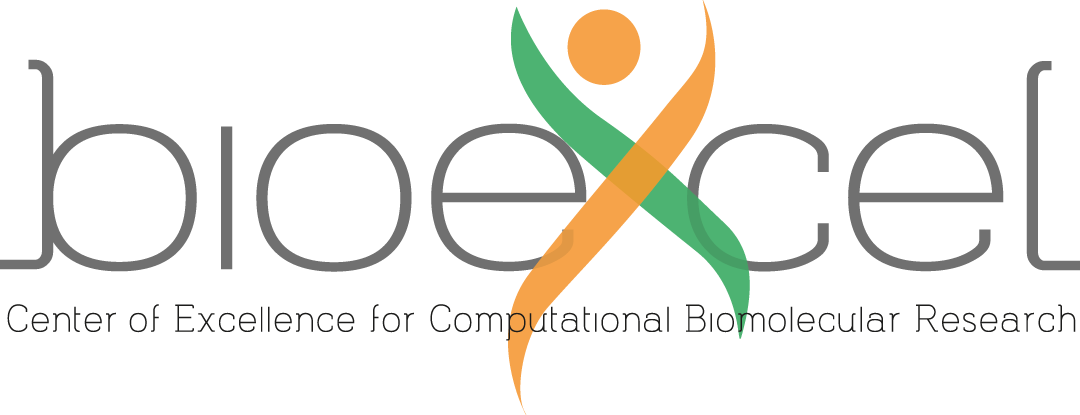 bioexcel
Center of Excellence for Computational Biomolecular Research